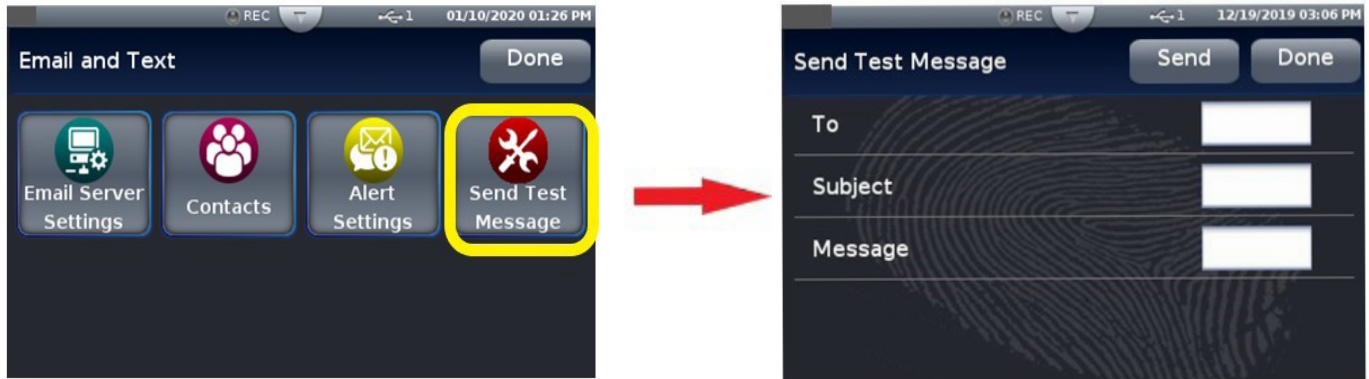 REC 1 01/10/2020 01:26 PM
Email and Text Done
Email Server Settings
Contacts
Alert Settings
Send Test Message
REC 1 12/19/2019 03:06 PM
Send Test Message Send Done
To
Subject
Message